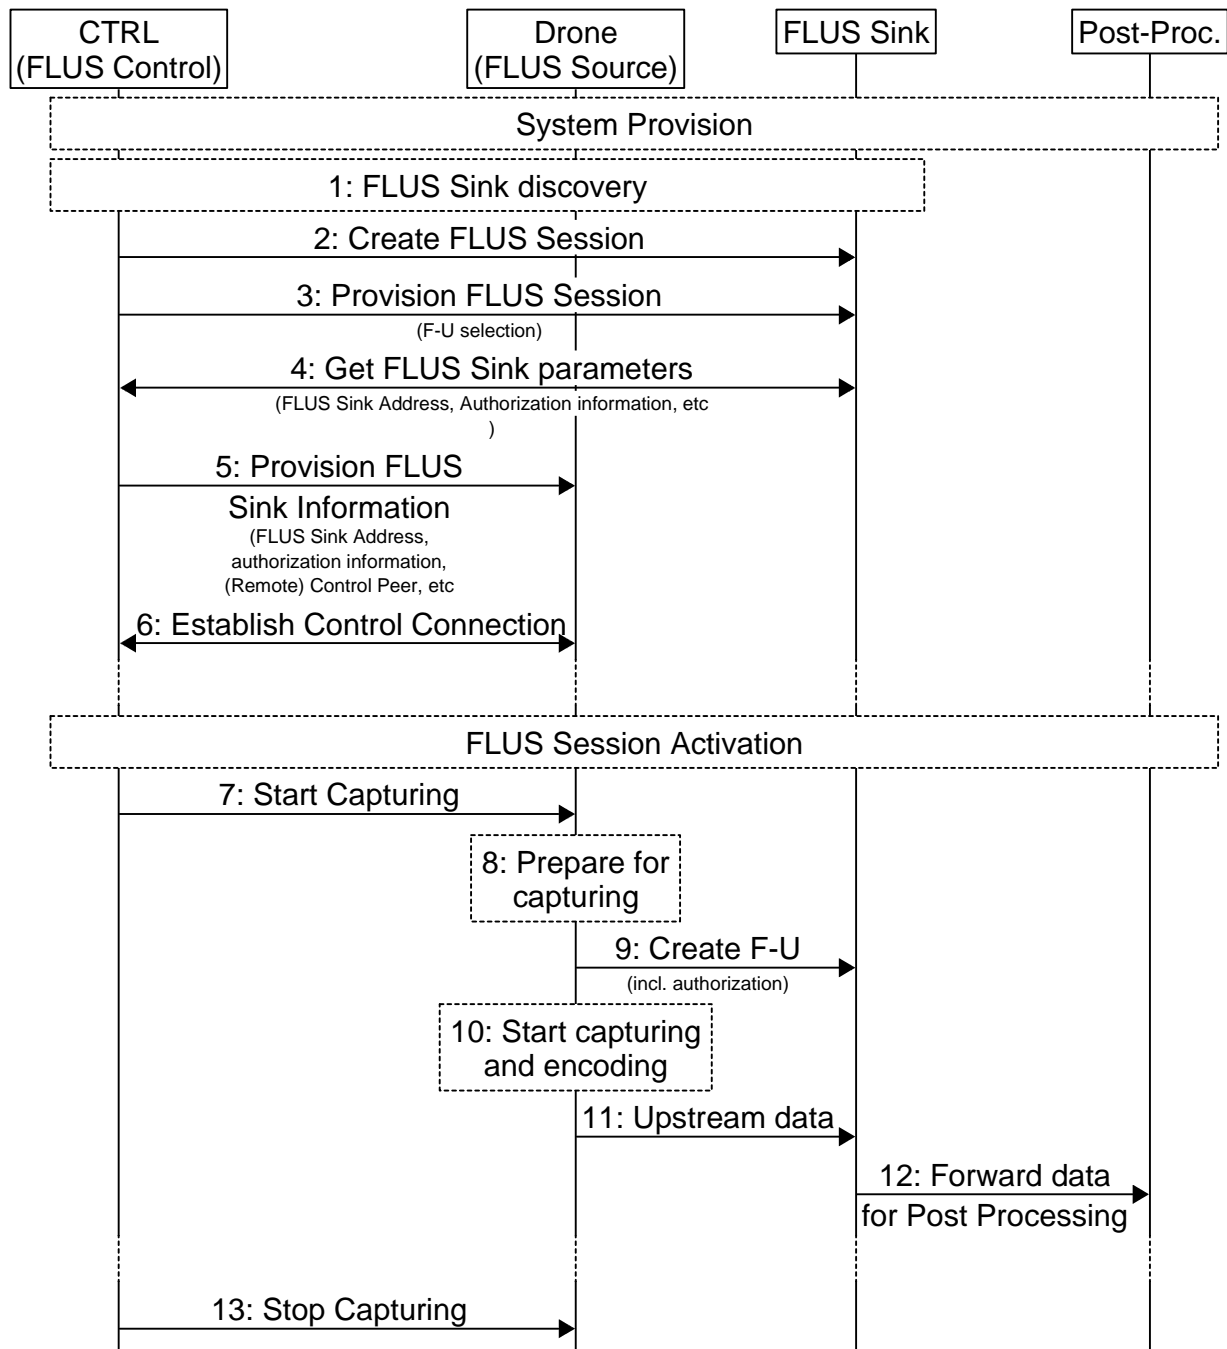 CTRL
(FLUS Control)
Drone
(FLUS Source)
FLUS Sink
Post-Proc.
System Provision
1: FLUS Sink discovery
2: Create FLUS Session
3: Provision FLUS Session
(F-U selection)
4: Get FLUS Sink parameters
(FLUS Sink Address, Authorization information, etc
)
5: Provision FLUS
Sink Information
(FLUS Sink Address,
authorization information,
(Remote) Control Peer, etc
6: Establish Control Connection
FLUS Session Activation
7: Start Capturing
8: Prepare for
capturing
9: Create F-U
(incl. authorization)
10: Start capturing
and encoding
11: Upstream data
12: Forward data
for Post Processing
13: Stop Capturing